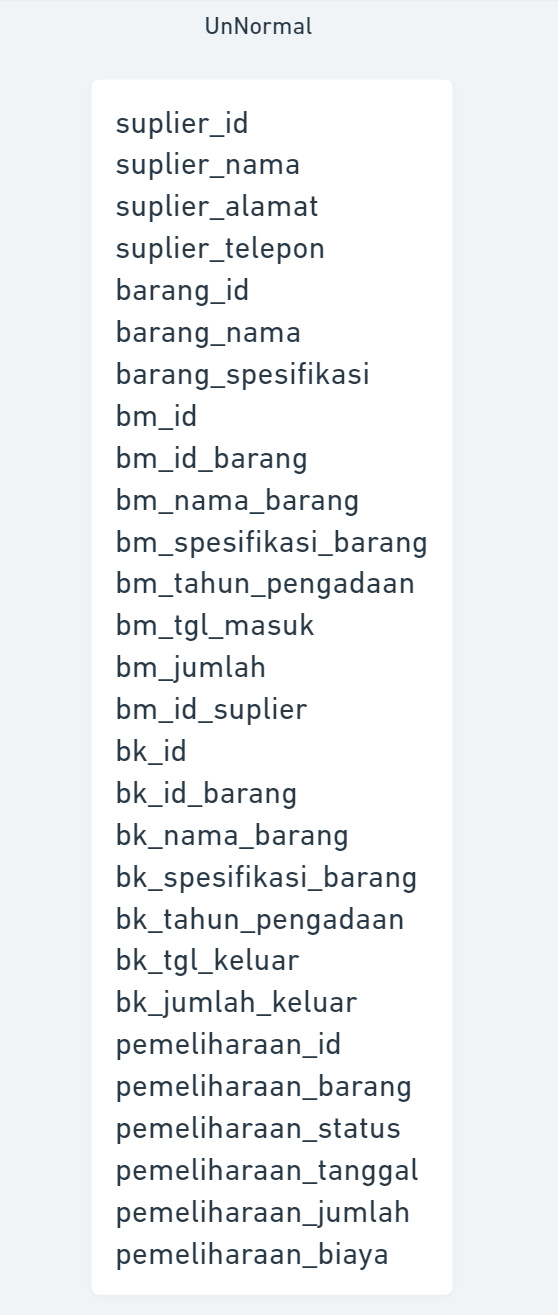 UnNormal
suplier_id
suplier_nama
suplier_alamat
suplier_telepon
barang_id
barang_nama
barang_spesifikasi
bm_id
bm_id_barang
bm_nama_barang
bm_spesifikasi_barang
bm_tahun_pengadaan
bm_tgl_masuk
bm_jumlah
bm_id_suplier
bk_id
bk_id_barang
bk_nama_barang
bk_spesifikasi_barang
bk_tahun_pengadaan
bk_tgl_keluar
bk_jumlah_keluar
pemeliharaan_id
pemeliharaan_barang
pemeliharaan_status
pemeliharaan_tanggal
pemeliharaan_jumlah
pemeliharaan_biaya